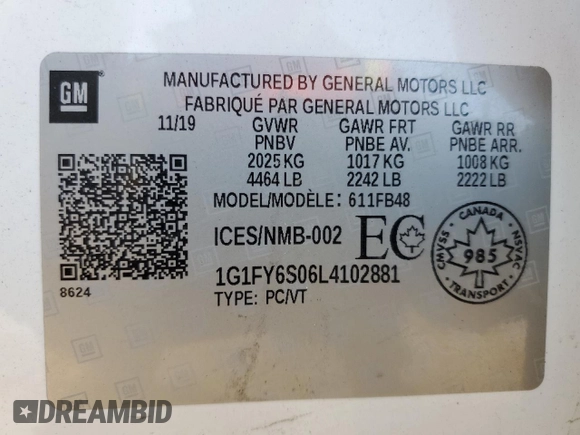 GM
MANUFACTURED BY GENERAL MOTORS LLC
FABRIQUÉ PAR GENERAL MOTORS LLC
11/19 GVWR GAWR FRT GAWR RR
PNBV PNBE AV. PNBE ARR.
2025 KG 1017 KG 1008 KG
4464 LB 2242 LB 2222 LB
MODEL/MODÈLE: 611FB48
ICES/NMB-002 EC
CANADA
CMVSS 985 NSVAC
TRANSPORT
1G1FY6S06L4102881
8624
TYPE: PC/VT
DREAMBID